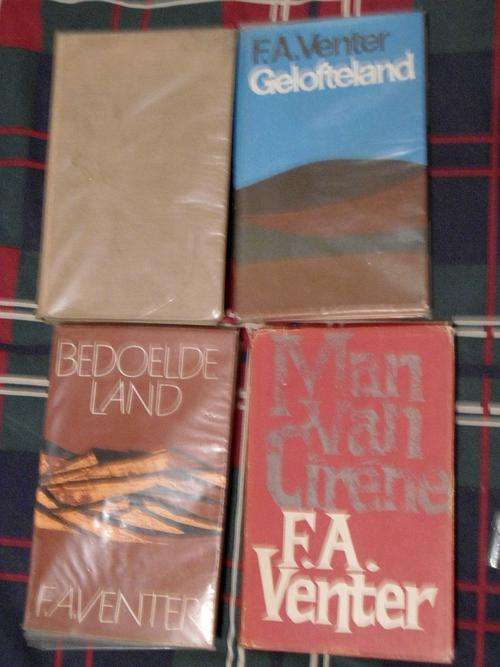 F.A.Venter
Gelofteland
BEDOELDE
LAND
F.A.VENTER
Man
van
Cirene
F.A.
Venter